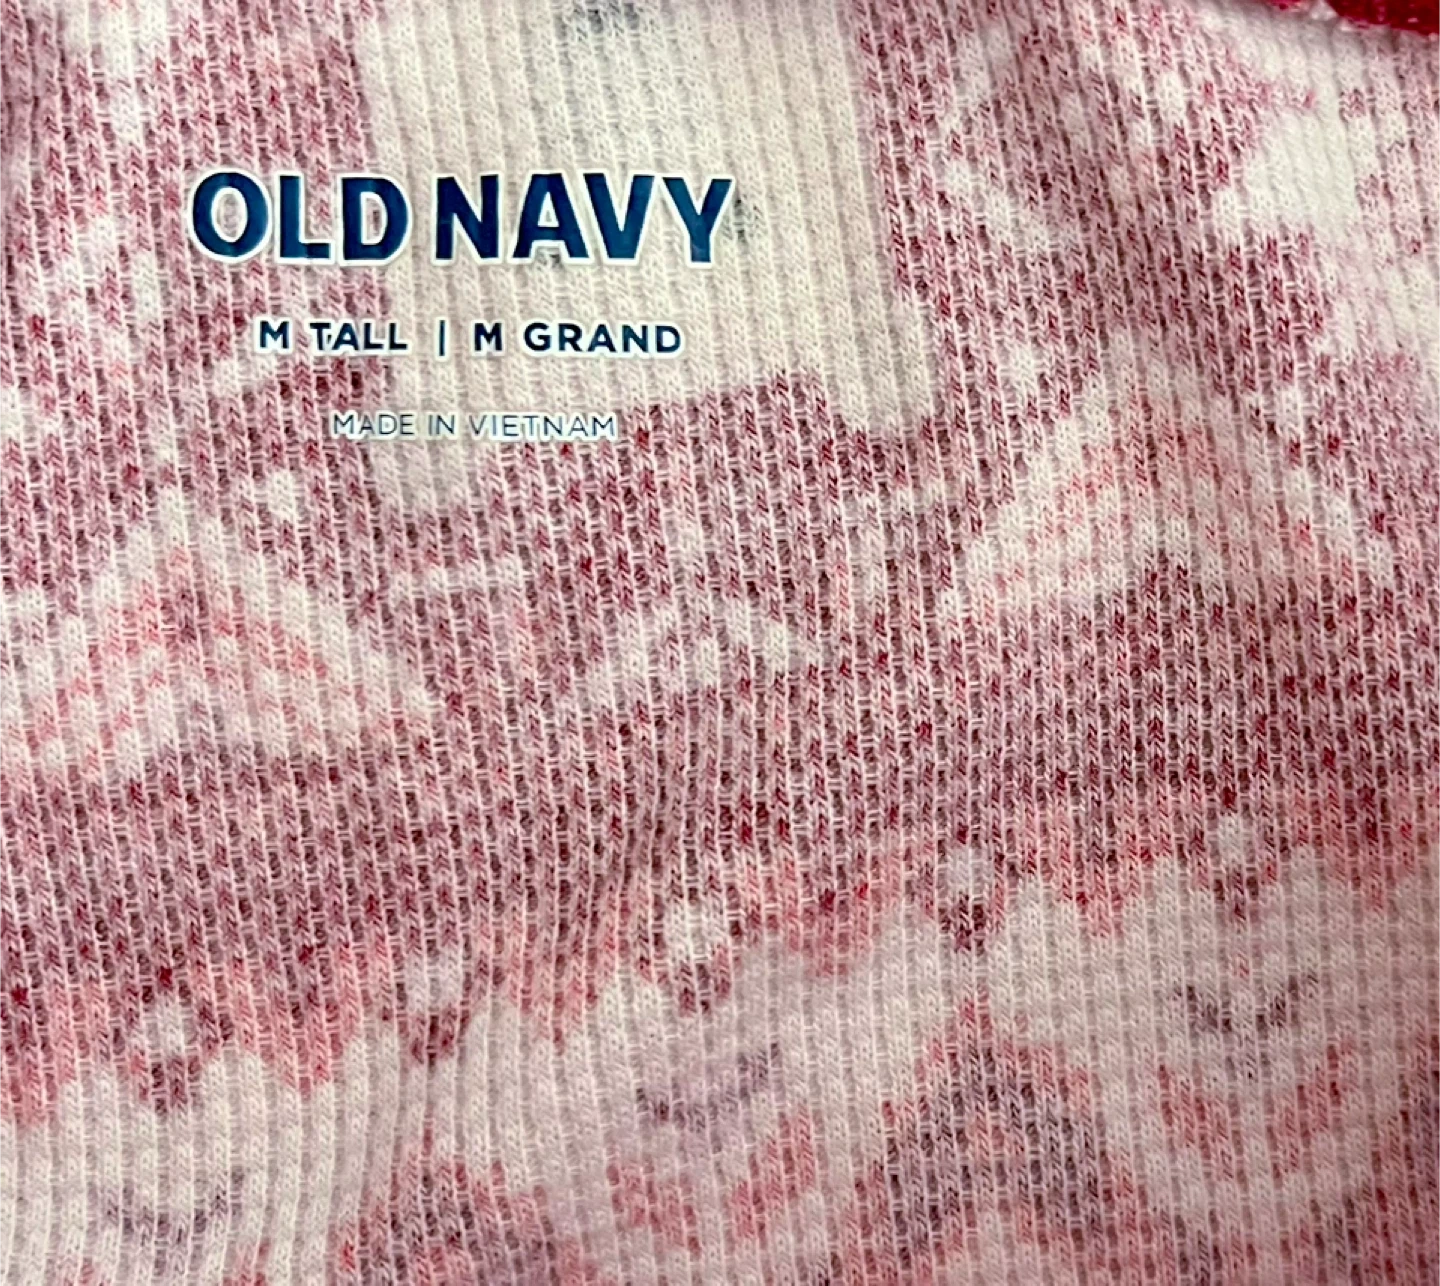 OLD NAVY
M TALL | M GRAND
MADE IN VIETNAM